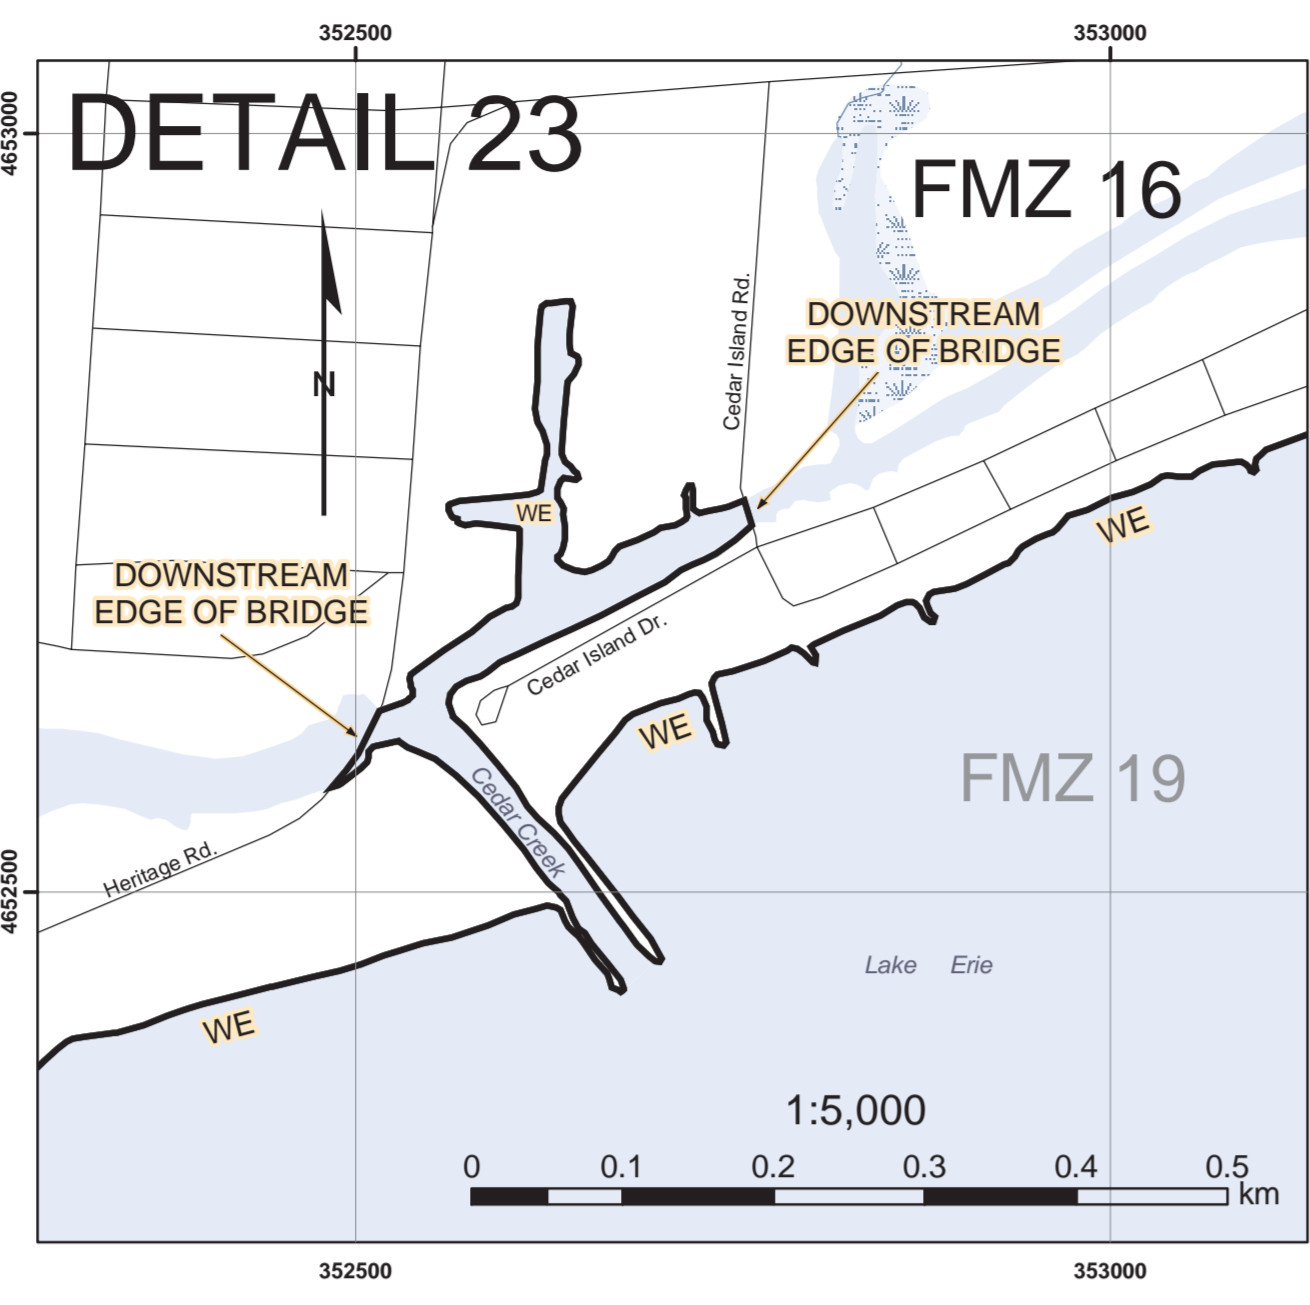 352500
353000
4653000
DETAIL 23
FMZ 16
N
Cedar Island Rd.
DOWNSTREAM
EDGE OF BRIDGE
WE
WE
DOWNSTREAM
EDGE OF BRIDGE
Cedar Island Dr.
WE
FMZ 19
Cedar Creek
Heritage Rd.
4652500
Lake Erie
WE
1:5,000
0 0.1 0.2 0.3 0.4 0.5
km
352500
353000